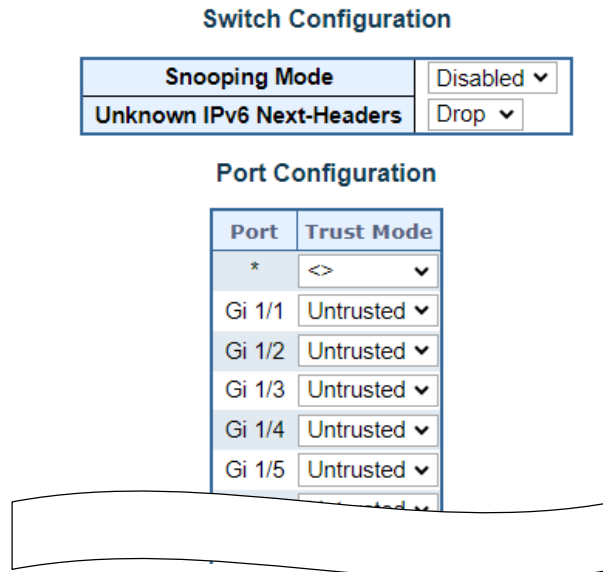 Switch Configuration
Snooping Mode Disabled
Unknown IPv6 Next-Headers Drop
Port Configuration
Port Trust Mode
* <>
Gi 1/1 Untrusted
Gi 1/2 Untrusted
Gi 1/3 Untrusted
Gi 1/4 Untrusted
Gi 1/5 Untrusted